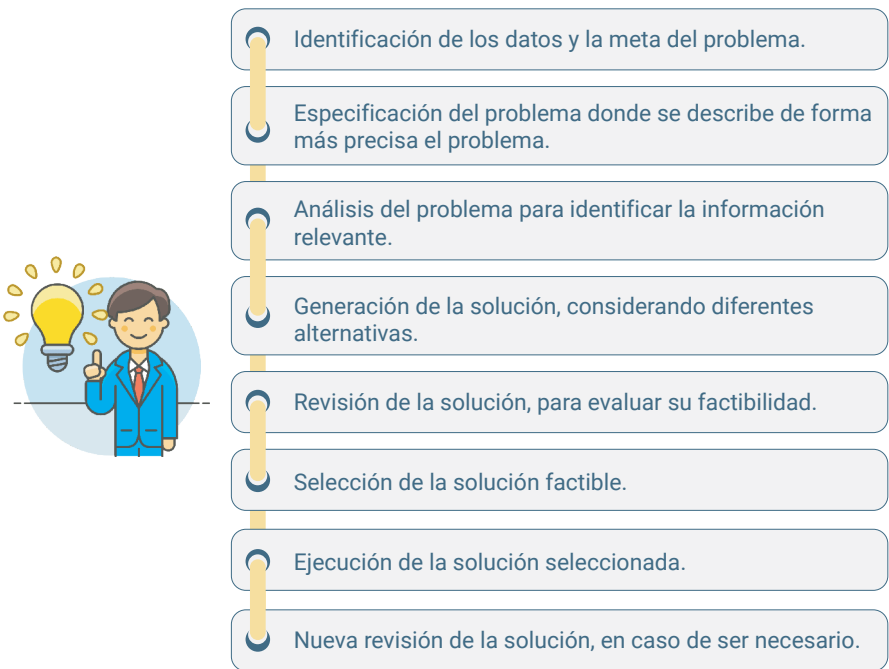 Identificación de los datos y la meta del problema.
Especificación del problema donde se describe de forma
más precisa el problema.
Análisis del problema para identificar la información
relevante.
Generación de la solución, considerando diferentes
alternativas.
Revisión de la solución, para evaluar su factibilidad.
Selección de la solución factible.
Ejecución de la solución seleccionada.
Nueva revisión de la solución, en caso de ser necesario.